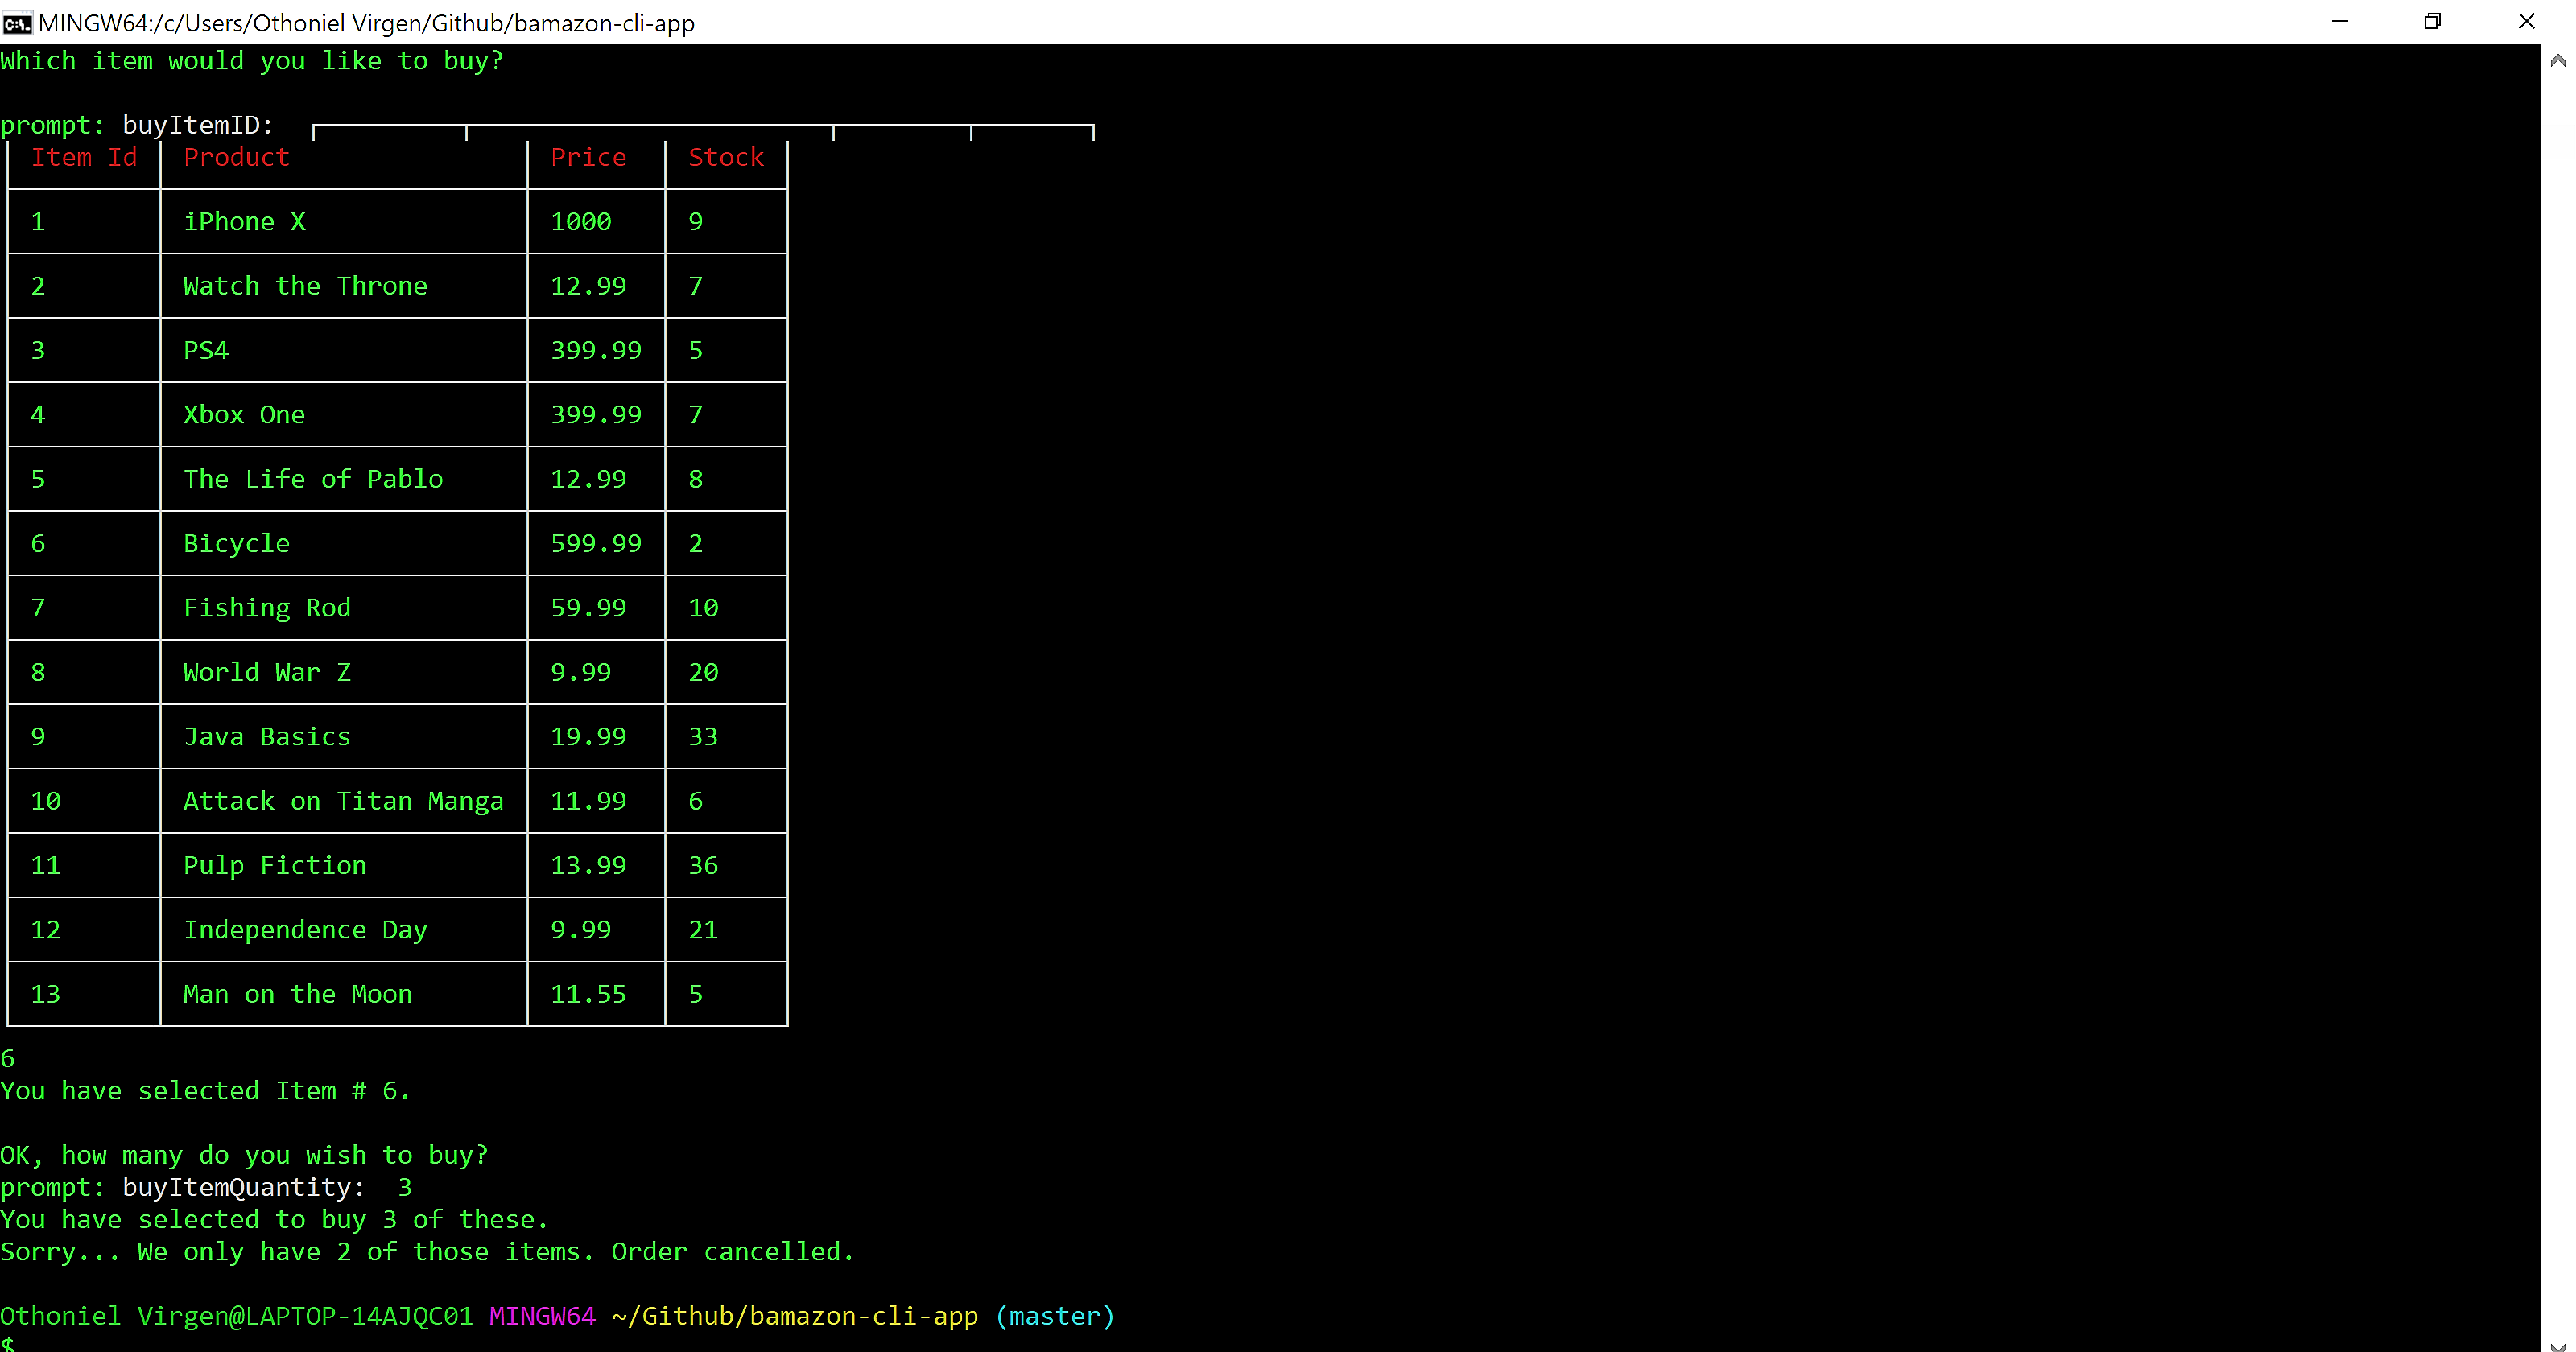 MINGW64:/c/Users/Othoniel Virgen/Github/bamazon-cli-app
Which item would you like to buy?
prompt: buyItemID:
Item Id Product Price Stock
1 iPhone X 1000 9
2 Watch the Throne 12.99 7
3 PS4 399.99 5
4 Xbox One 399.99 7
5 The Life of Pablo 12.99 8
6 Bicycle 599.99 2
7 Fishing Rod 59.99 10
8 World War Z 9.99 20
9 Java Basics 19.99 33
10 Attack on Titan Manga 11.99 6
11 Pulp Fiction 13.99 36
12 Independence Day 9.99 21
13 Man on the Moon 11.55 5
6
You have selected Item # 6.
OK, how many do you wish to buy?
prompt: buyItemQuantity:  3
You have selected to buy 3 of these.
Sorry... We only have 2 of those items. Order cancelled.
Othoniel Virgen@LAPTOP-14AJQC01 MINGW64 ~/Github/bamazon-cli-app (master)
$